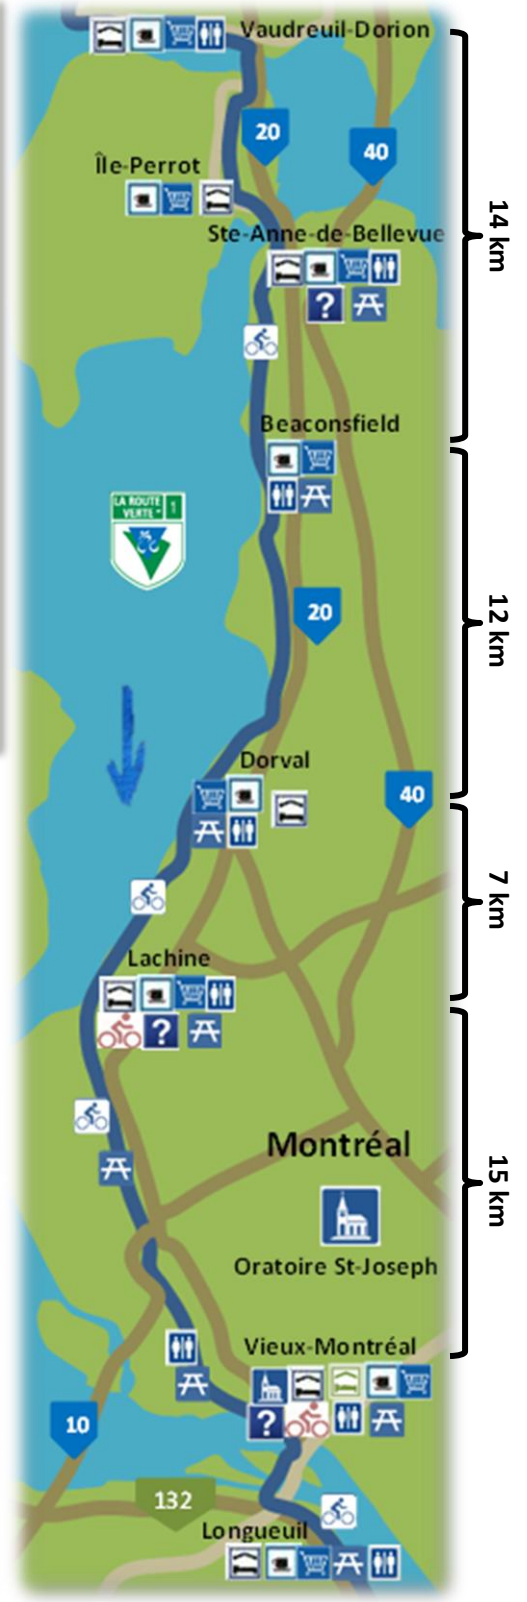 Vaudreuil-Dorion
20
40
Île-Perrot
14 km
Ste-Anne-de-Bellevue
?
Beaconsfield
LA ROUTE
VERTE
1
12 km
20
Dorval
40
7 km
Lachine
?
Montréal
15 km
Oratoire St-Joseph
Vieux-Montréal
?
10
132
Longueuil